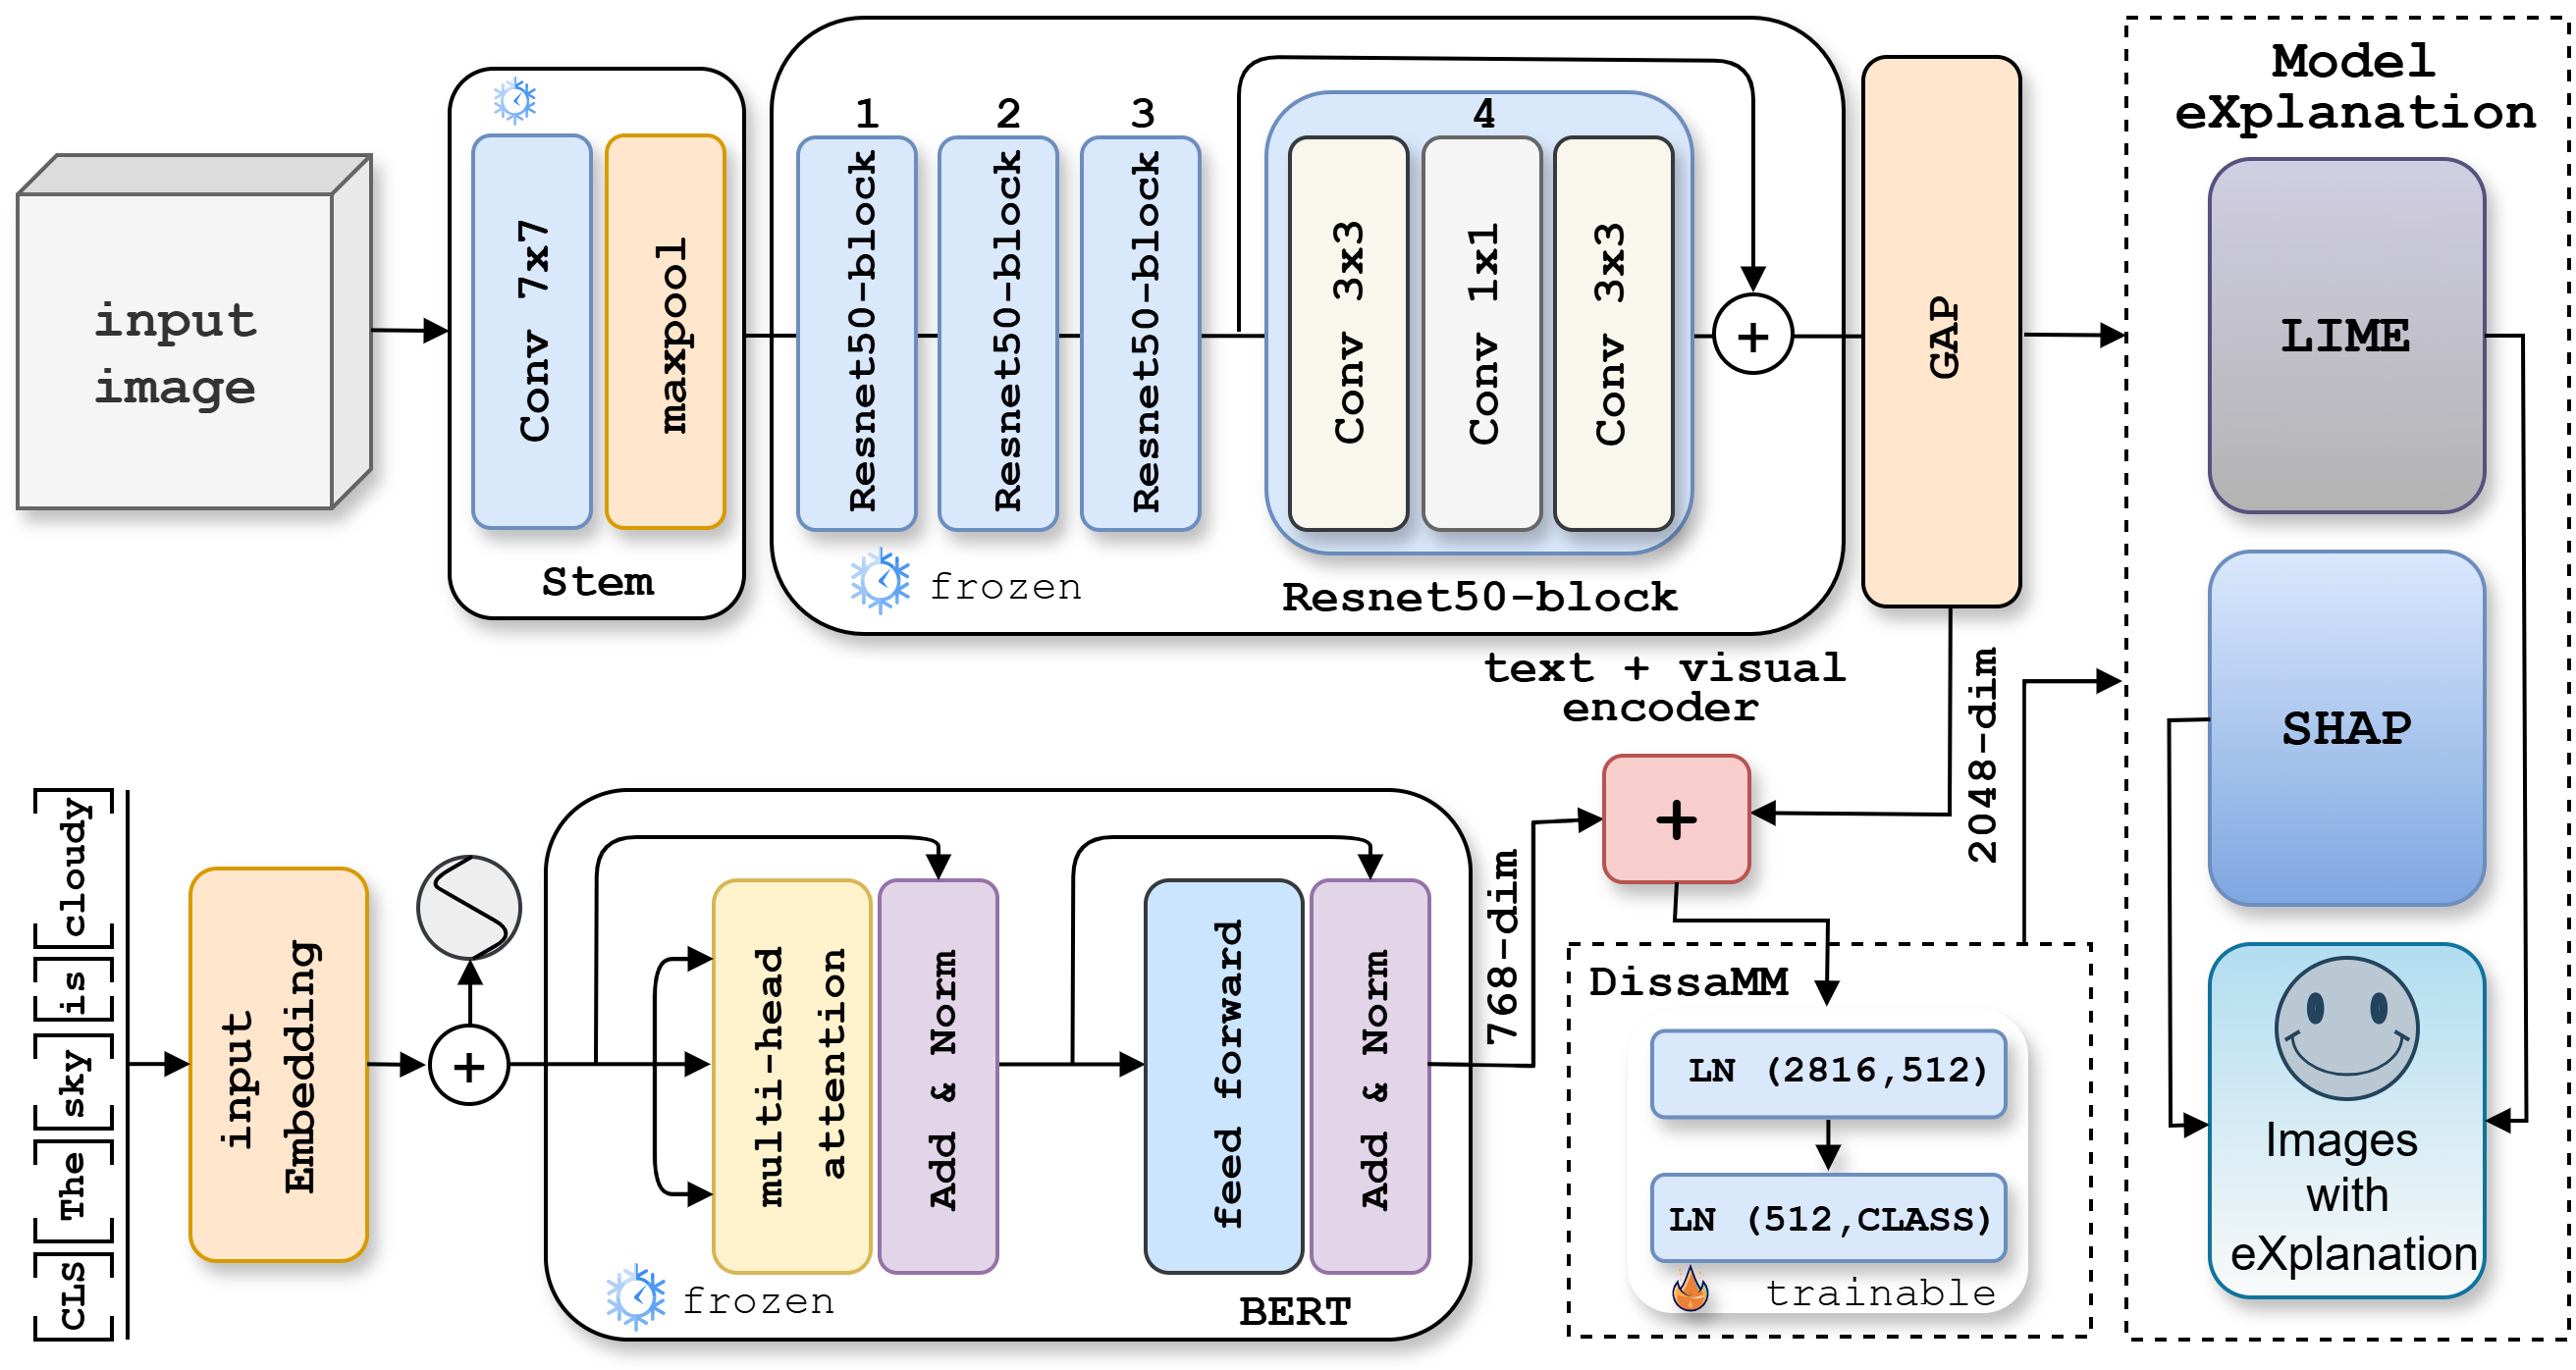 input
image
Conv 7x7
maxpool
Stem
1
2
3
4
Resnet50-block
Resnet50-block
Resnet50-block
Conv 3x3
Conv 1x1
Conv 3x3
+
frozen
Resnet50-block
GAP
2048-dim
text + visual
encoder
+
[CLS]
[The]
[sky]
[is]
[cloudy]
input
Embedding
+
multi-head
attention
Add & Norm
feed forward
Add & Norm
frozen
BERT
768-dim
DissaMM
LN (2816,512)
LN (512,CLASS)
trainable
Model
eXplanation
LIME
SHAP
Images
with
eXplanation